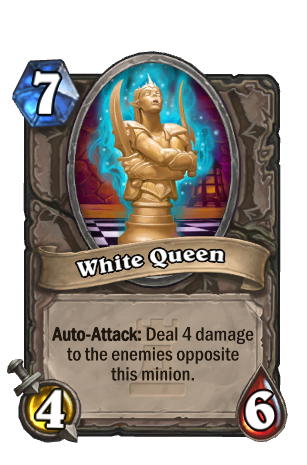 7
White Queen
Auto-Attack: Deal 4 damage
to the enemies opposite
this minion.
4
6